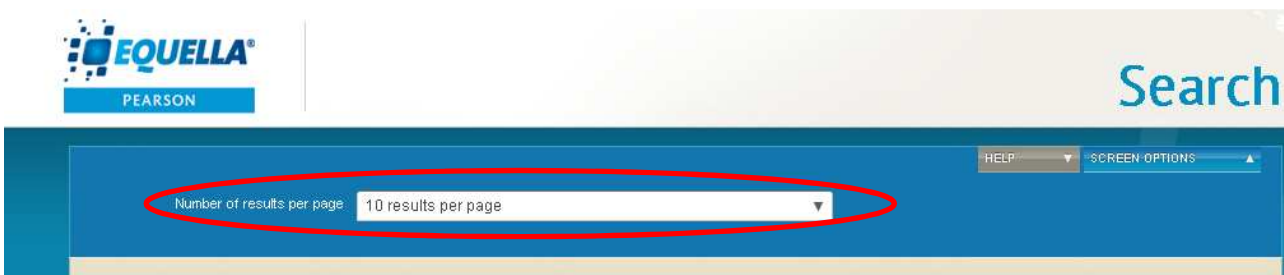 EQUELLA®
PEARSON
Search
HELP
SCREEN OPTIONS
Number of results per page
10 results per page